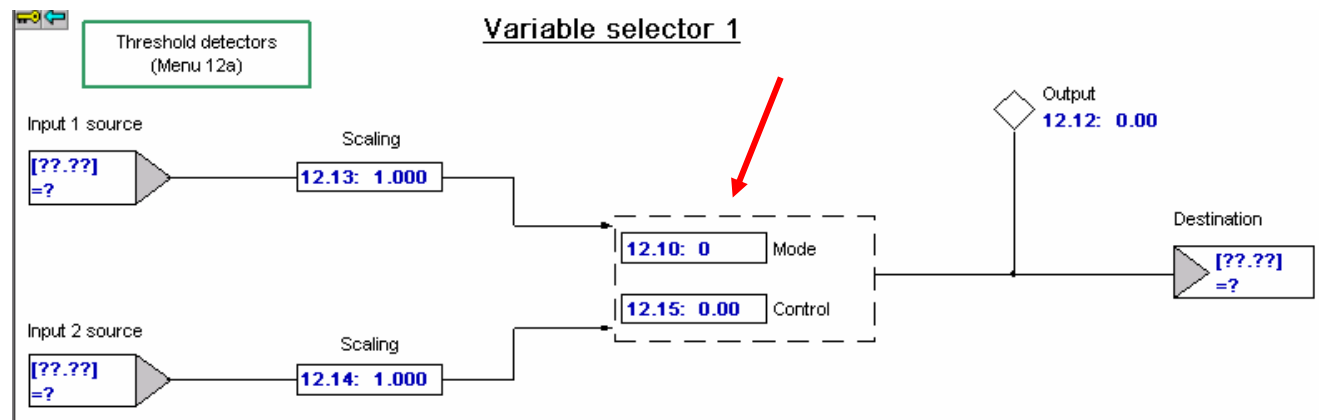 Variable selector 1
Threshold detectors
(Menu 12a)
Output
12.12: 0.00
Input 1 source
[??.??]
=?
Scaling
12.13: 1.000
Destination
[??.??]
=?
12.10: 0 Mode
12.15: 0.00 Control
Input 2 source
[??.??]
=?
Scaling
12.14: 1.000